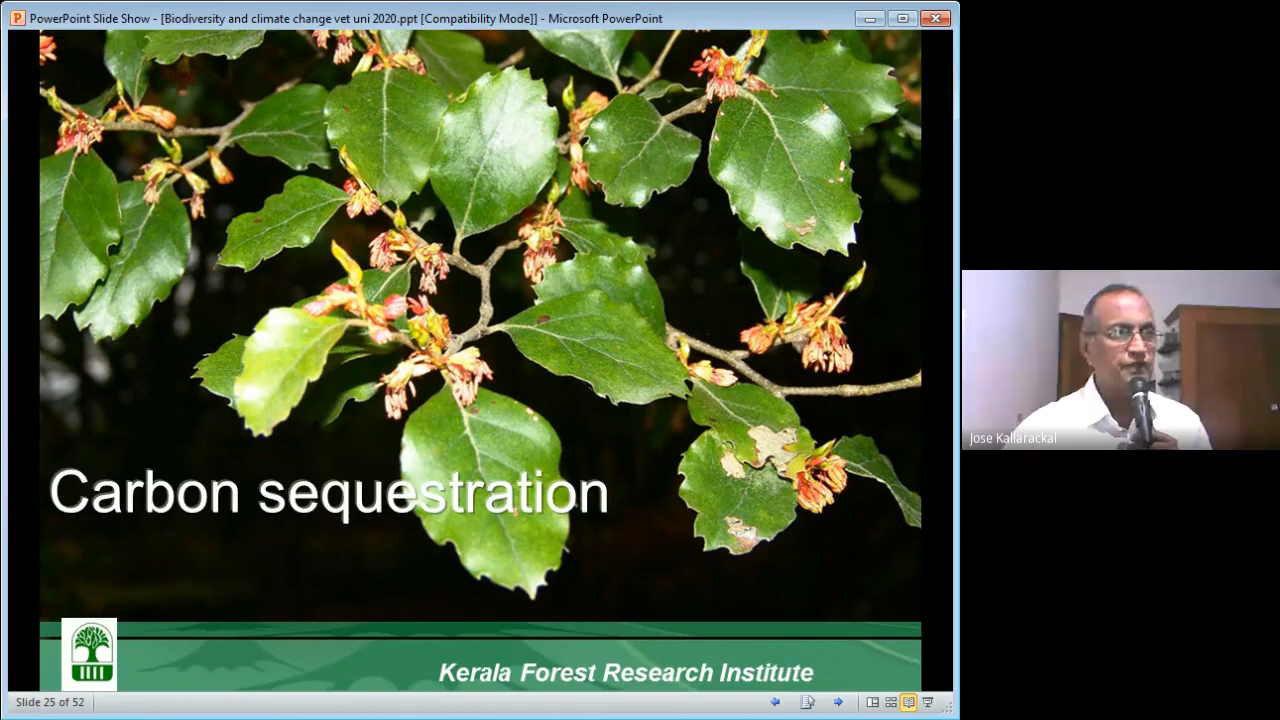 PowerPoint Slide Show - [Biodiversity and climate change vet uni 2020.ppt [Compatibility Mode]] - Microsoft PowerPoint
Carbon sequestration
Kerala Forest Research Institute
Slide 25 of 52
Jose Kallarackal